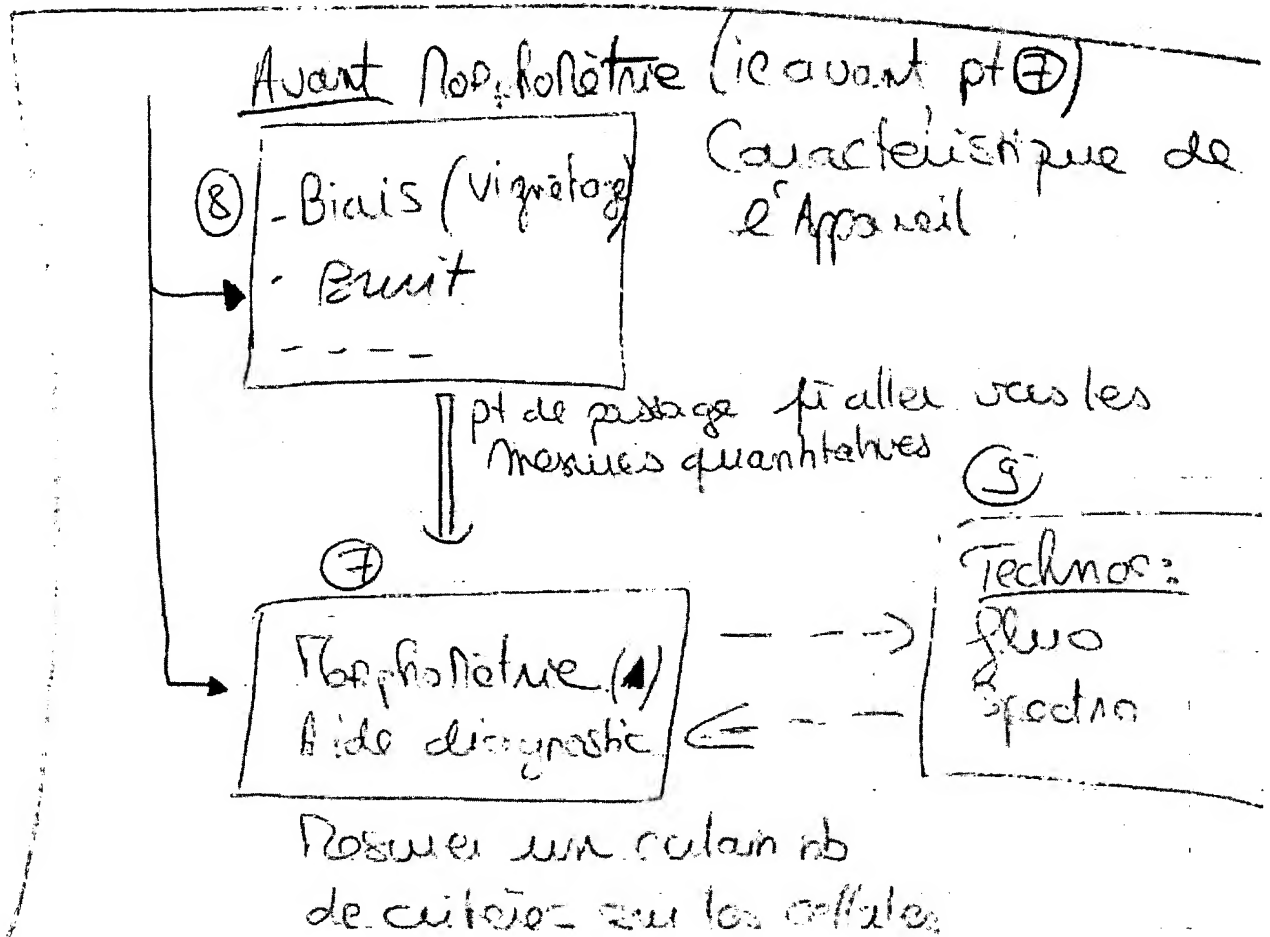 Avant Morphométrie (ie avant pt ⑦)
Caractéristique de
l'Appareil
⑧
- Biais (vignetage)
- Bruit
- - - -
pt de passage pr aller vers les
mesures quantitatives
⑨
Technos:
fluo
Spectro
⑦
Morphométrie (1)
Aide diagnostic
Mesurer un certain nb
de critères sur les cellules